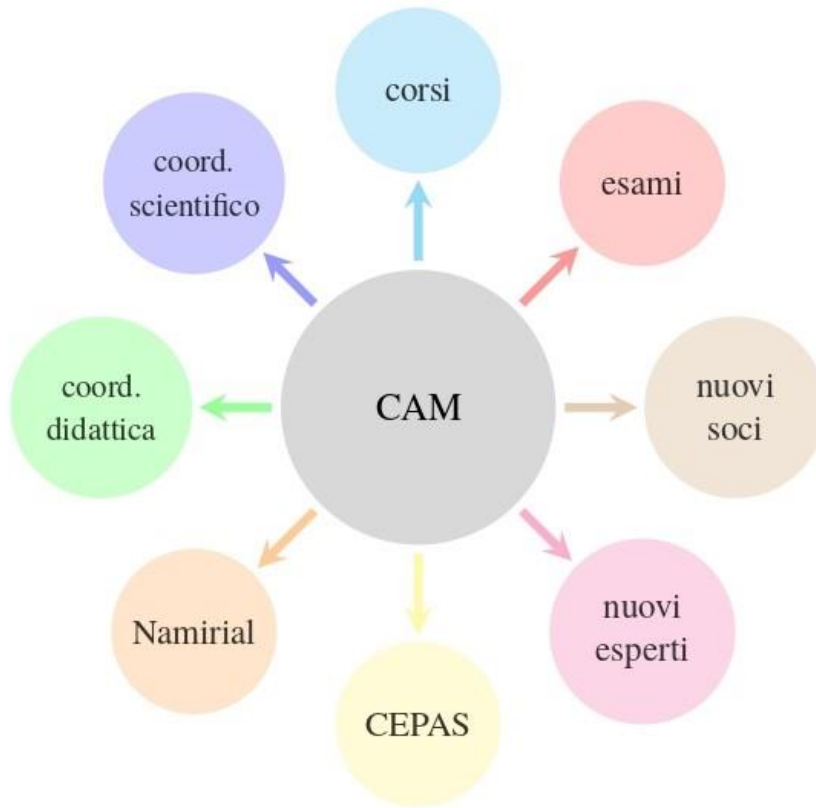 corsi
coord.
scientifico
esami
coord.
didattica
CAM
nuovi
soci
Namirial
nuovi
esperti
CEPAS